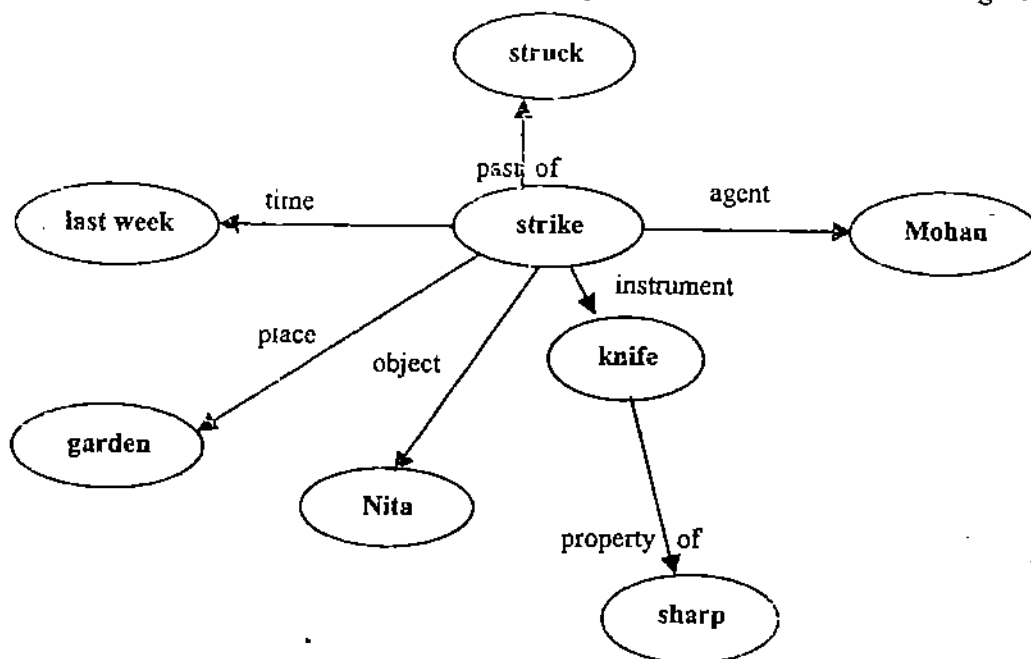 struck
past of
last week
time
strike
agent
Mohan
instrument
place
object
knife
garden
Nita
property of
sharp